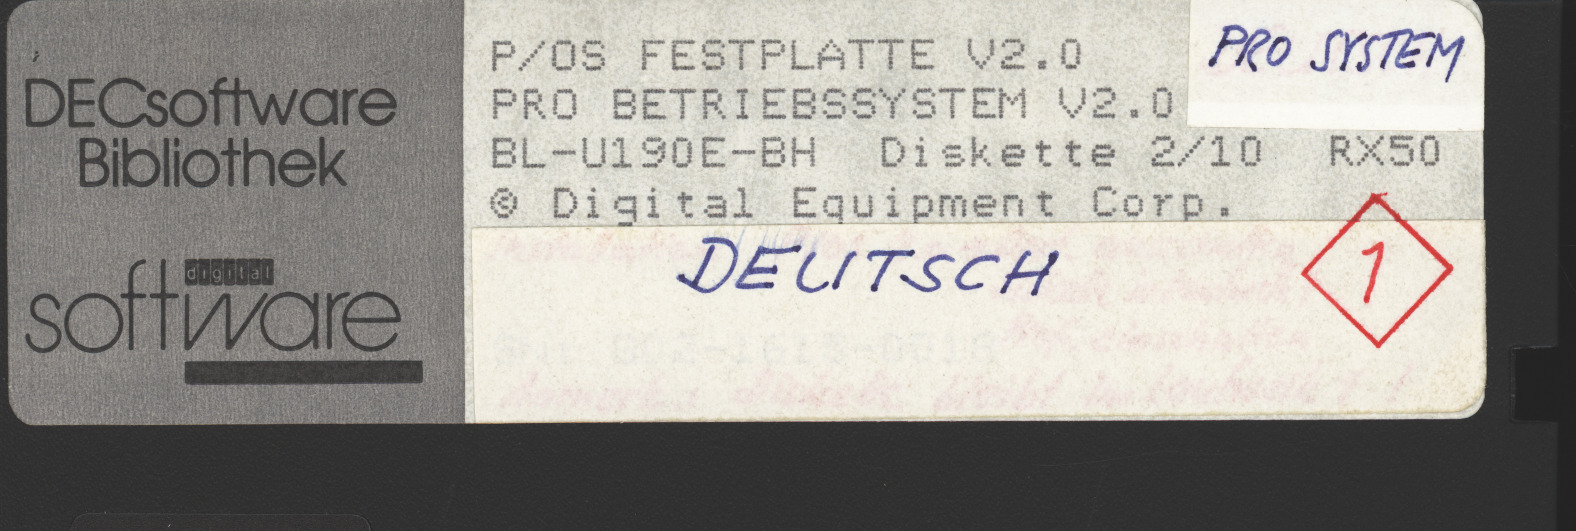 DECsoftware
Bibliothek
digital
software
P/OS FESTPLATTE V2.0
PRO BETRIEBSSYSTEM V2.0
BL-U190E-BH Diskette 2/10 RX50
© Digital Equipment Corp.
PRO SYSTEM
DEUTSCH
1